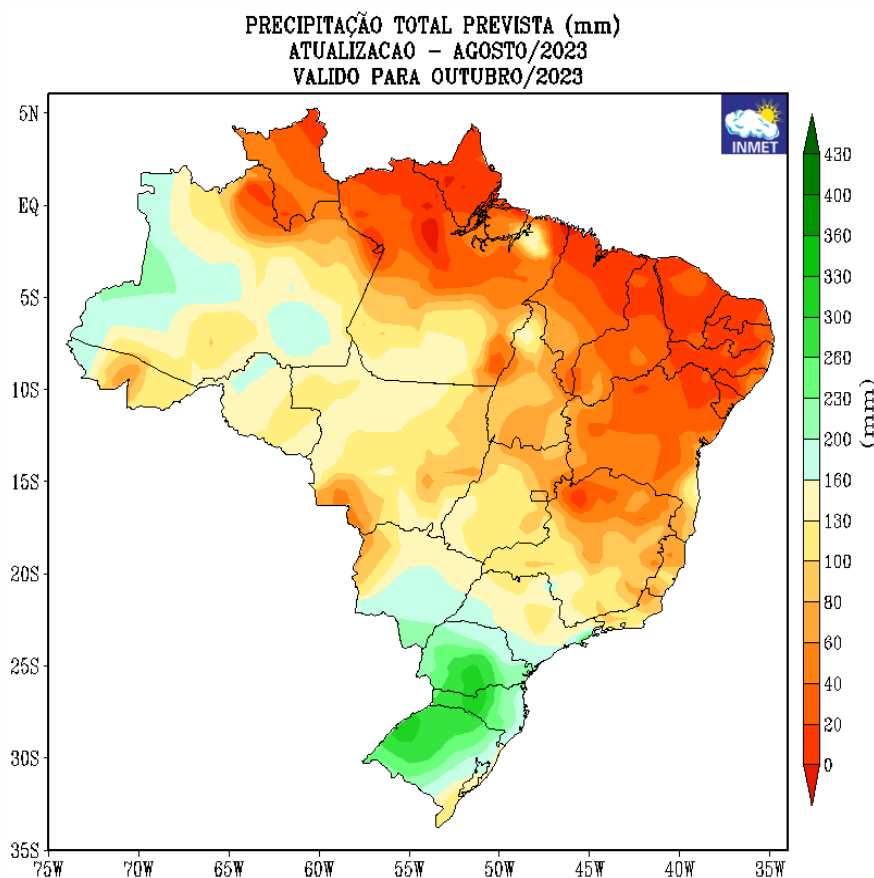 PRECIPITAÇÃO TOTAL PREVISTA (mm)
ATUALIZACAO - AGOSTO/2023
VALIDO PARA OUTUBRO/2023
INMET
5N
EQ
5S
10S
15S
20S
25S
30S
35S
75W 70W 65W 60W 55W 50W 45W 40W 35W
430
400
360
330
300
260
230
200
160
130
100
80
60
40
20
0
(mm)